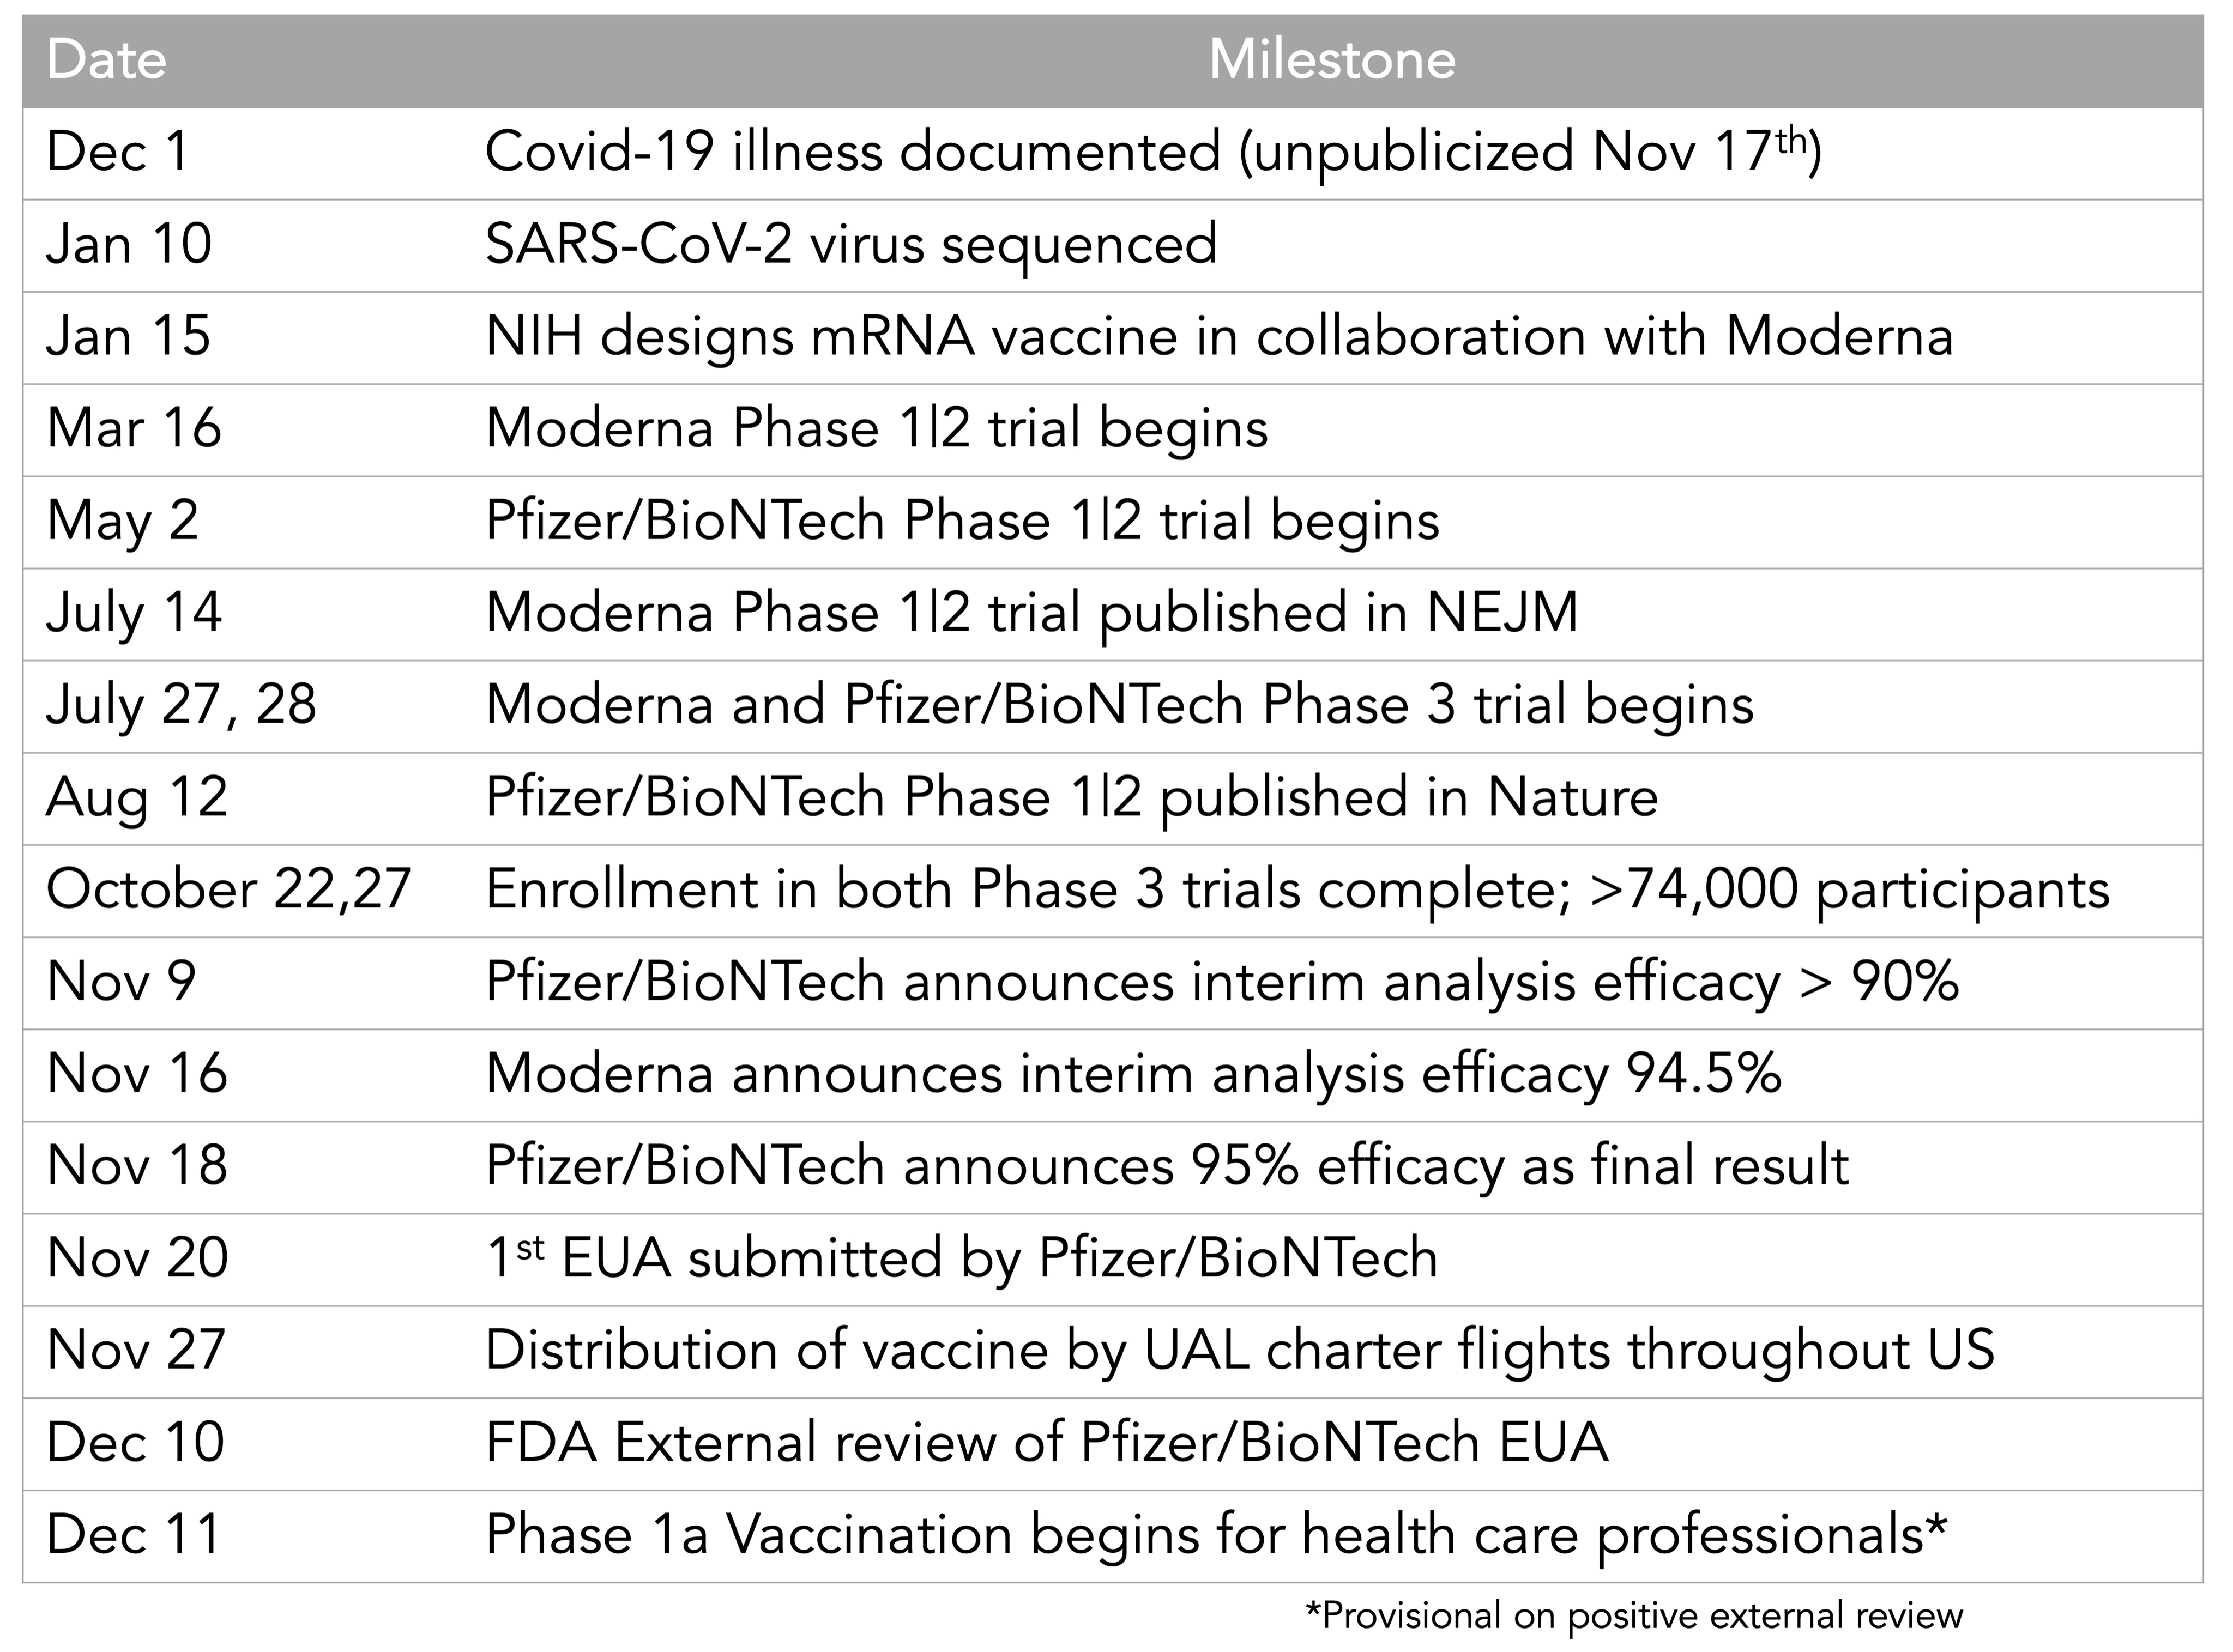 Date Milestone
Dec 1 Covid-19 illness documented (unpublicized Nov 17th)
Jan 10 SARS-CoV-2 virus sequenced
Jan 15 NIH designs mRNA vaccine in collaboration with Moderna
Mar 16 Moderna Phase 1|2 trial begins
May 2 Pfizer/BioNTech Phase 1|2 trial begins
July 14 Moderna Phase 1|2 trial published in NEJM
July 27, 28 Moderna and Pfizer/BioNTech Phase 3 trial begins
Aug 12 Pfizer/BioNTech Phase 1|2 published in Nature
October 22,27 Enrollment in both Phase 3 trials complete; >74,000 participants
Nov 9 Pfizer/BioNTech announces interim analysis efficacy > 90%
Nov 16 Moderna announces interim analysis efficacy 94.5%
Nov 18 Pfizer/BioNTech announces 95% efficacy as final result
Nov 20 1st EUA submitted by Pfizer/BioNTech
Nov 27 Distribution of vaccine by UAL charter flights throughout US
Dec 10 FDA External review of Pfizer/BioNTech EUA
Dec 11 Phase 1a Vaccination begins for health care professionals*
*Provisional on positive external review